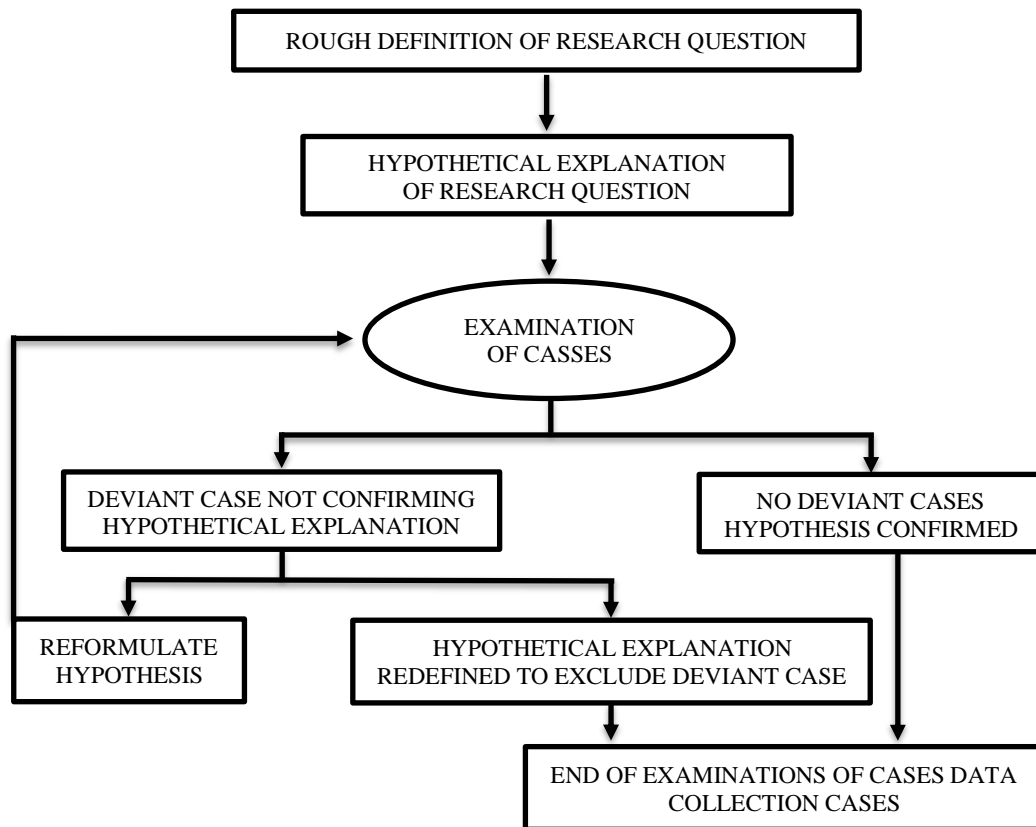 ROUGH DEFINITION OF RESEARCH QUESTION
HYPOTHETICAL EXPLANATION
OF RESEARCH QUESTION
EXAMINATION
OF CASSES
DEVIANT CASE NOT CONFIRMING
HYPOTHETICAL EXPLANATION
NO DEVIANT CASES
HYPOTHESIS CONFIRMED
REFORMULATE
HYPOTHESIS
HYPOTHETICAL EXPLANATION
REDEFINED TO EXCLUDE DEVIANT CASE
END OF EXAMINATIONS OF CASES DATA
COLLECTION CASES